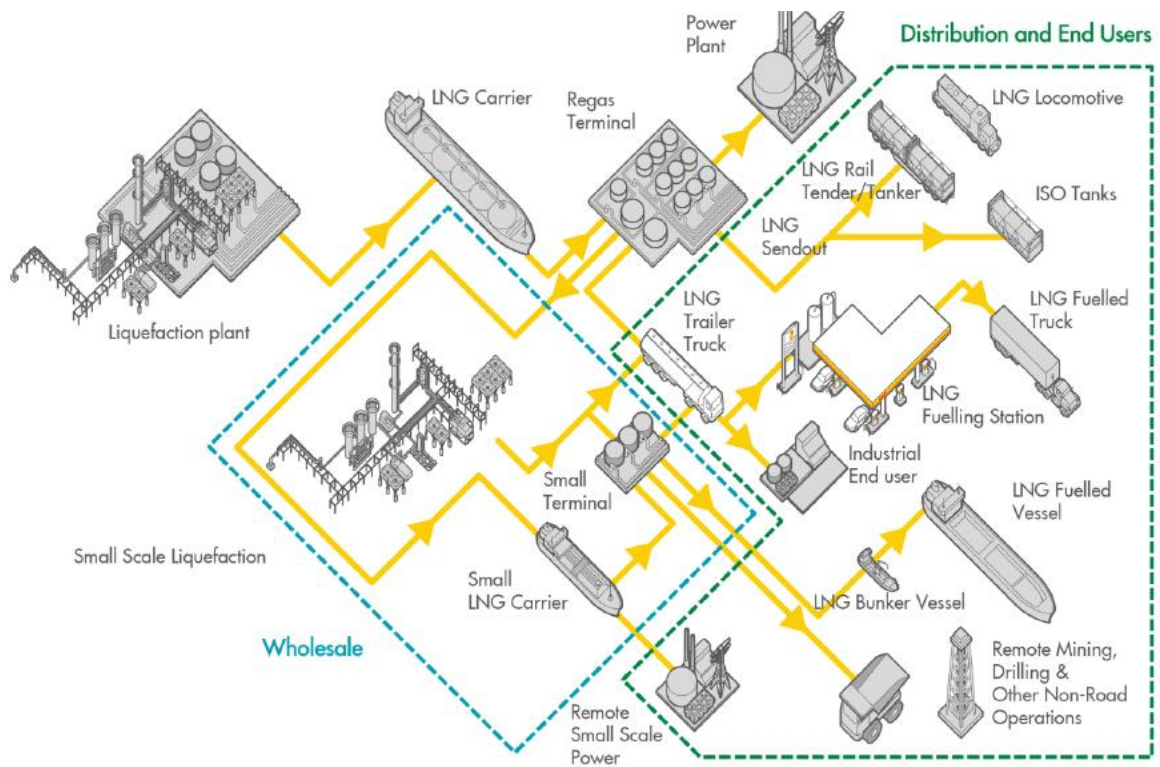 Power
Plant
Distribution and End Users
LNG Carrier
Regas
Terminal
LNG Locomotive
LNG Rail
Tender/Tanker
ISO Tanks
LNG
Sendout
Liquefaction plant
LNG
Trailer
Truck
LNG Fuelled
Truck
LNG
Fuelling Station
Industrial
End user
Small
Terminal
LNG Fuelled
Vessel
Small Scale Liquefaction
Small
LNG Carrier
LNG Bunker Vessel
Wholesale
Remote Mining,
Drilling &
Other Non-Road
Operations
Remote
Small Scale
Power